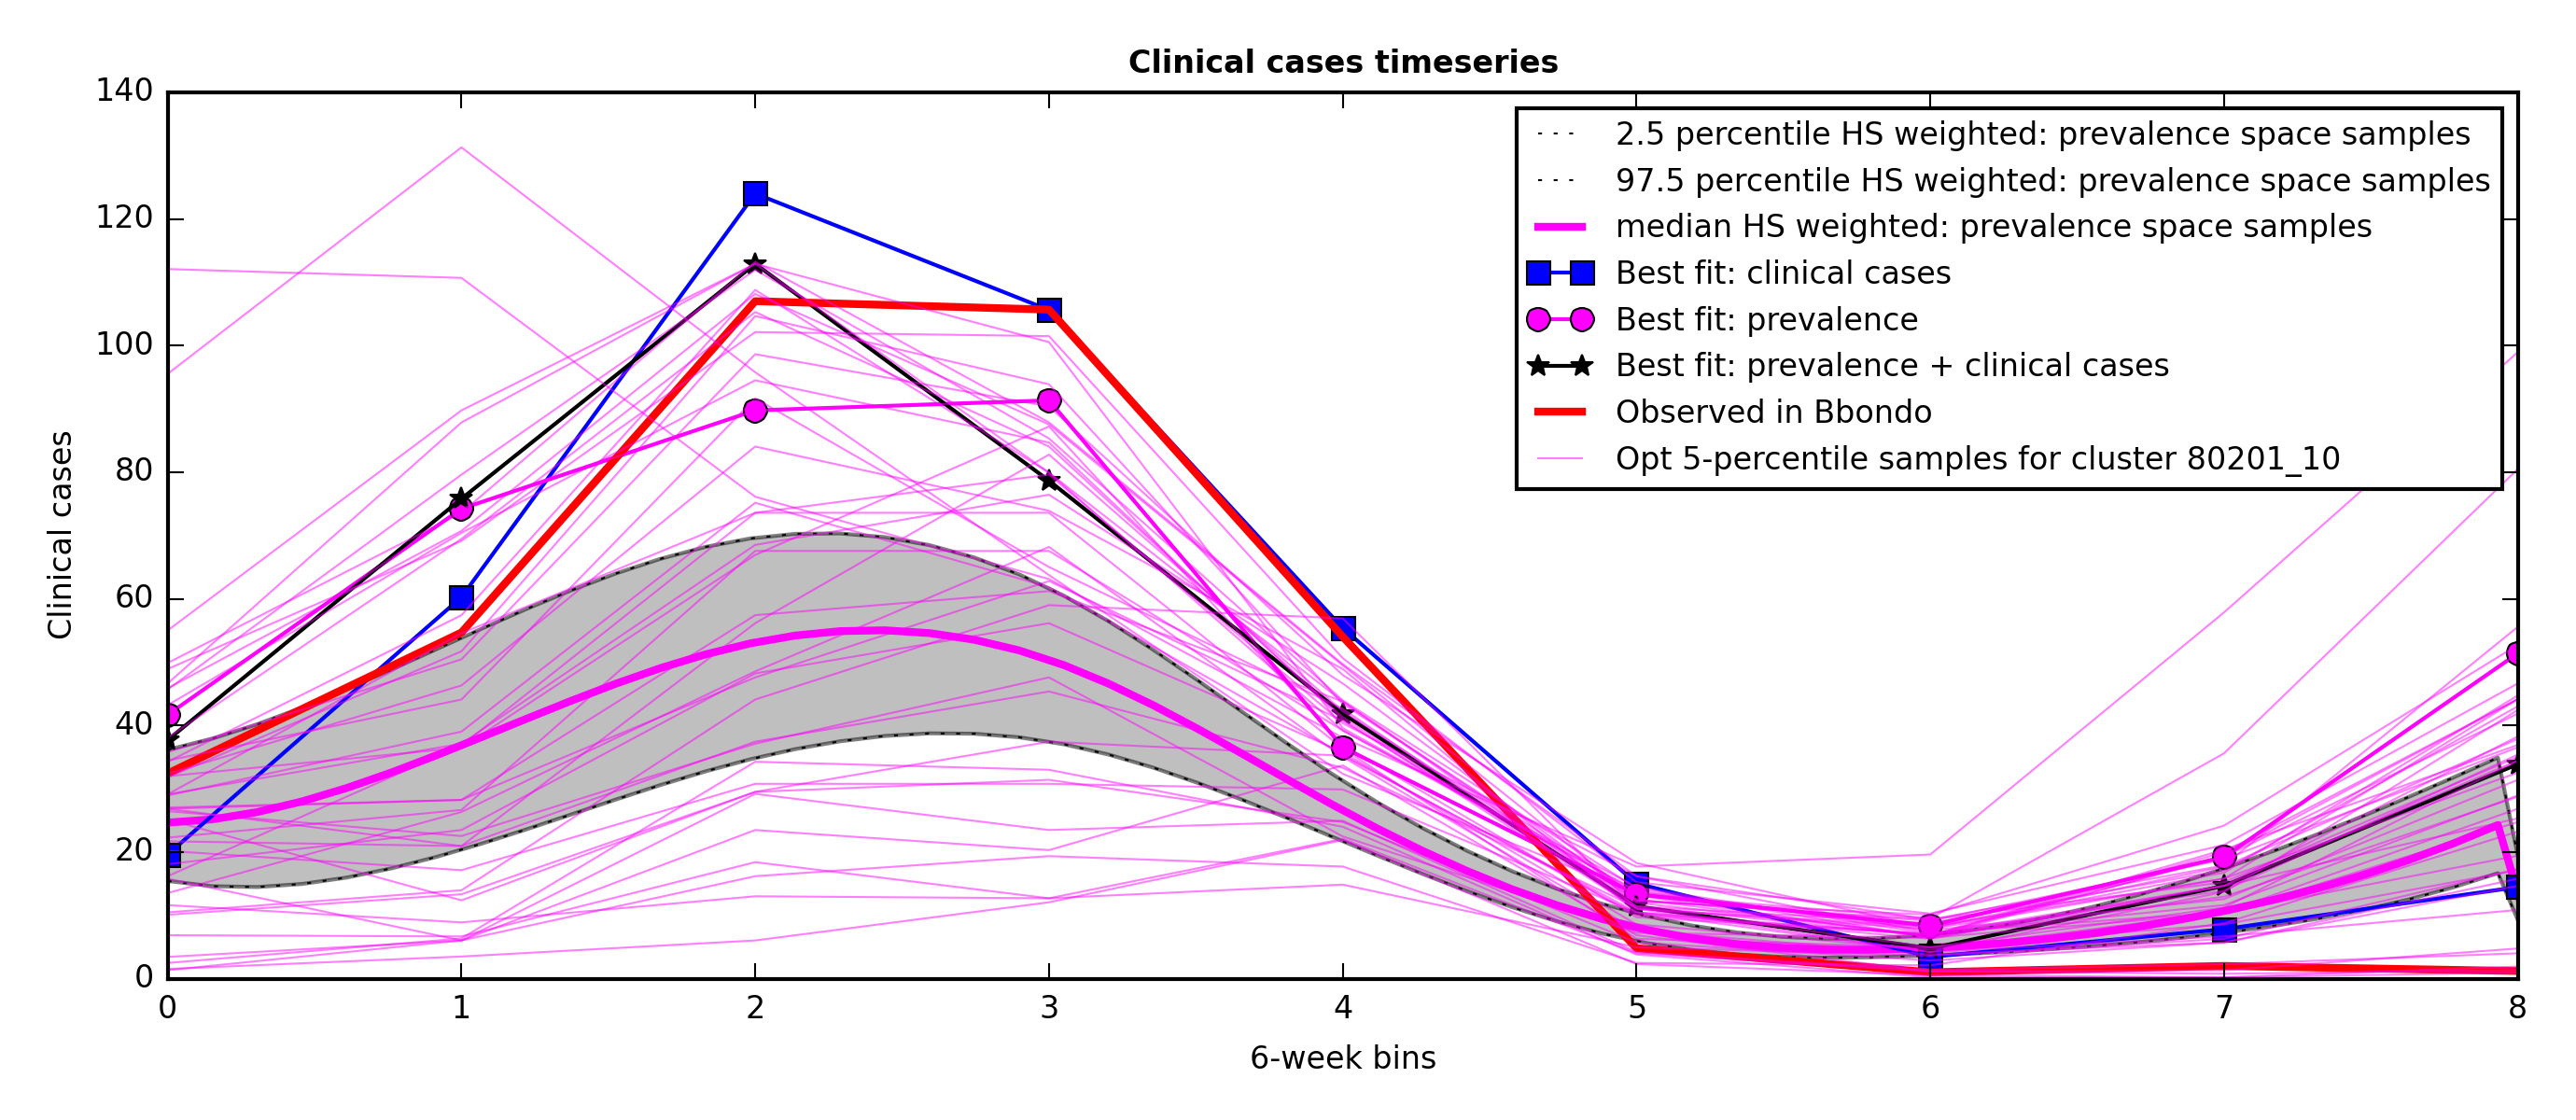 Clinical cases timeseries
140
120
100
80
60
40
20
0
Clinical cases
2.5 percentile HS weighted: prevalence space samples
97.5 percentile HS weighted: prevalence space samples
median HS weighted: prevalence space samples
Best fit: clinical cases
Best fit: prevalence
Best fit: prevalence + clinical cases
Observed in Bbondo
Opt 5-percentile samples for cluster 80201_10
0 1 2 3 4 5 6 7 8
6-week bins